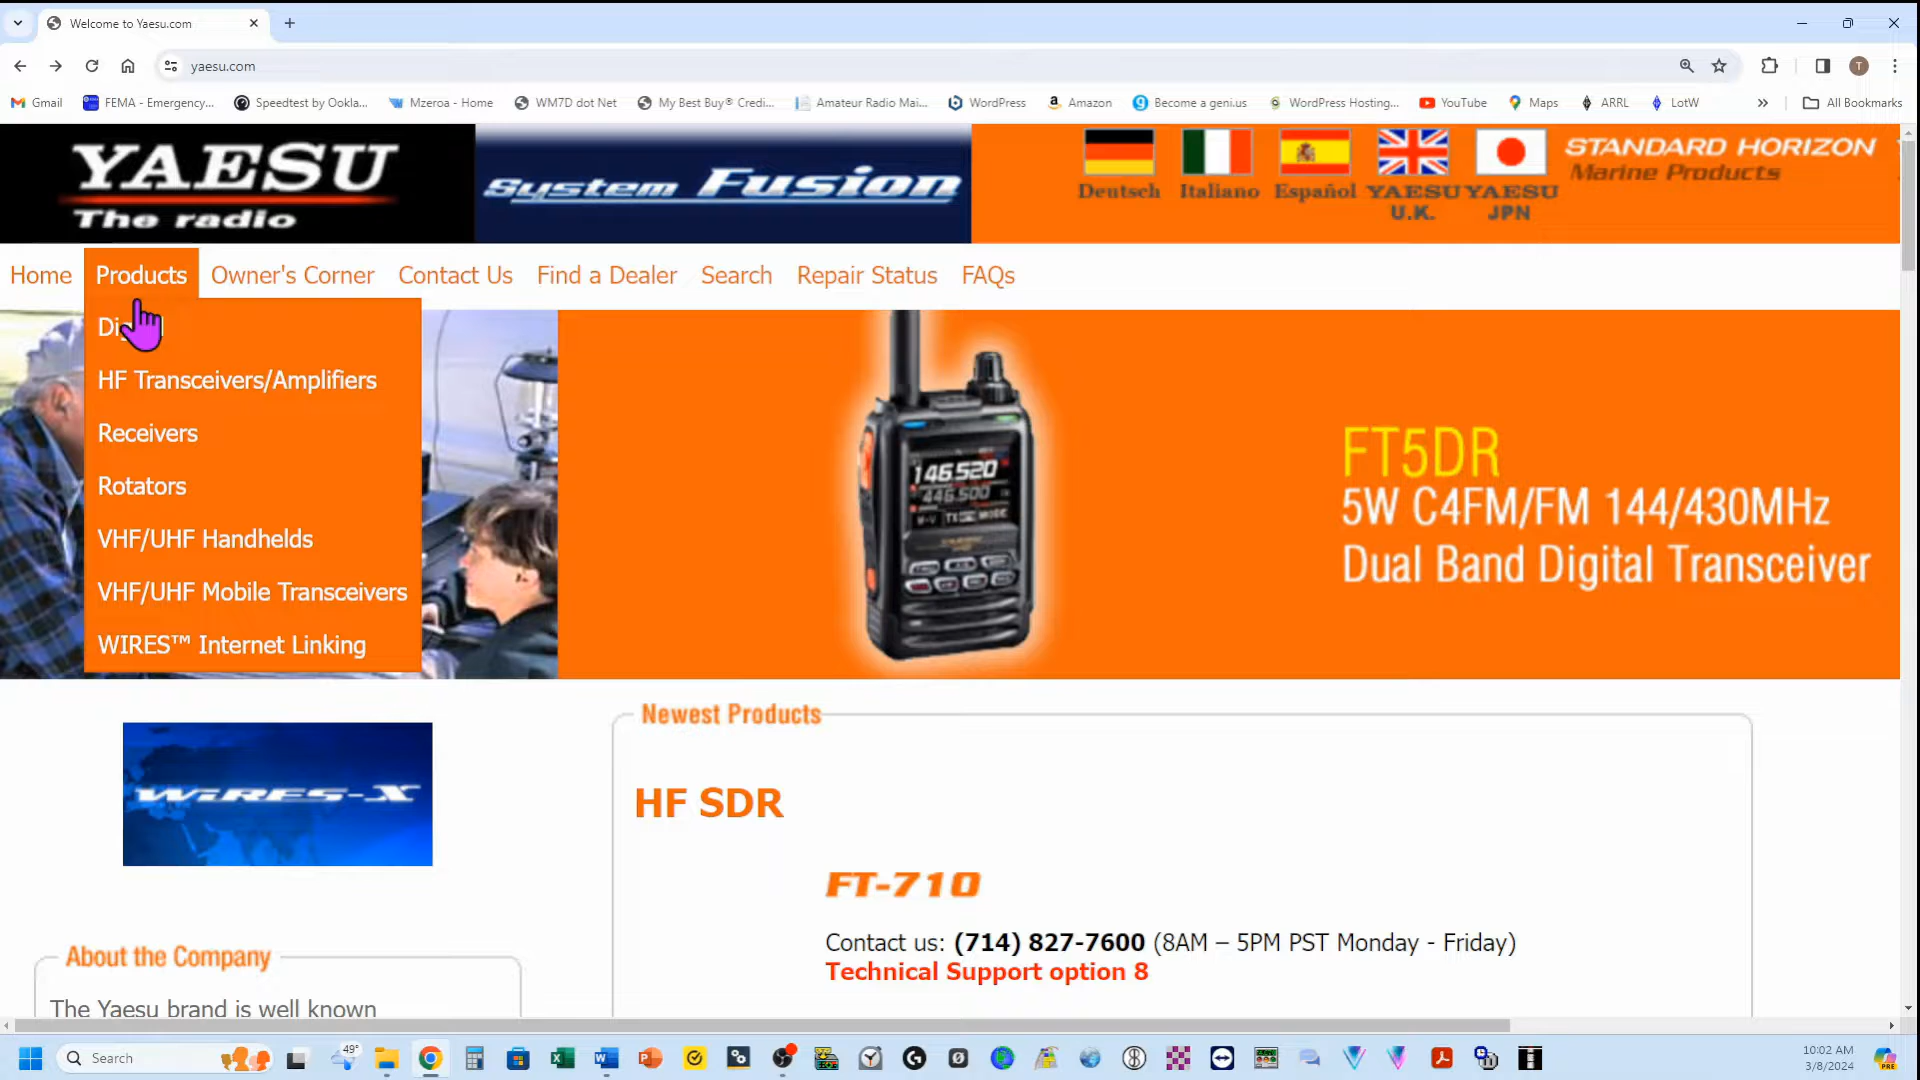 Welcome to Yaesu.com
yaesu.com
Gmail
FEMA - Emergency...
Speedtest by Ookla...
Mzeroa - Home
WM7D dot Net
My Best Buy® Credi...
Amateur Radio Mai...
WordPress
Amazon
Become a geni.us
WordPress Hosting...
YouTube
Maps
ARRL
LotW
All Bookmarks
YAESU
The radio
System Fusion
Deutsch
Italiano
Español
YAESU U.K.
YAESU JPN
STANDARD HORIZON
Marine Products
Home
Products
Owner's Corner
Contact Us
Find a Dealer
Search
Repair Status
FAQs
HF Transceivers/Amplifiers
Receivers
Rotators
VHF/UHF Handhelds
VHF/UHF Mobile Transceivers
WIRES™ Internet Linking
146.520
446.500
FT5DR
5W C4FM/FM 144/430MHz
Dual Band Digital Transceiver
WiRES-X
Newest Products
HF SDR
FT-710
Contact us: (714) 827-7600 (8AM – 5PM PST Monday - Friday)
Technical Support option 8
About the Company
The Yaesu brand is well known
Search
49°
10:02 AM
3/8/2024